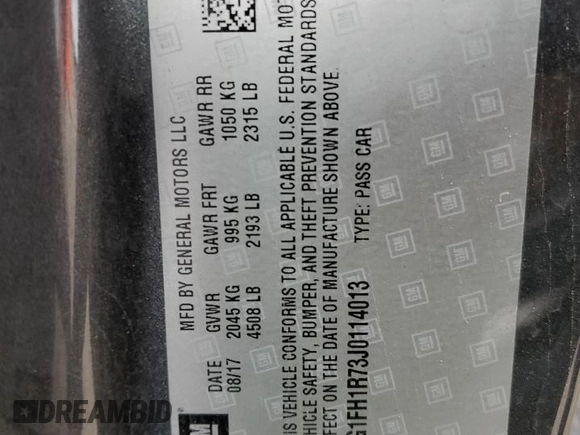 MFD BY GENERAL MOTORS LLC
DATE GVWR GAWR FRT GAWR RR
08/17 2045 KG 995 KG 1050 KG
4508 LB 2193 LB 2315 LB
IS VEHICLE CONFORMS TO ALL APPLICABLE U.S. FEDERAL MO
HICLE SAFETY, BUMPER, AND THEFT PREVENTION STANDARDS
FECT ON THE DATE OF MANUFACTURE SHOWN ABOVE.
G1FH1R73J0114013 TYPE: PASS CAR
GM
DREAMBID